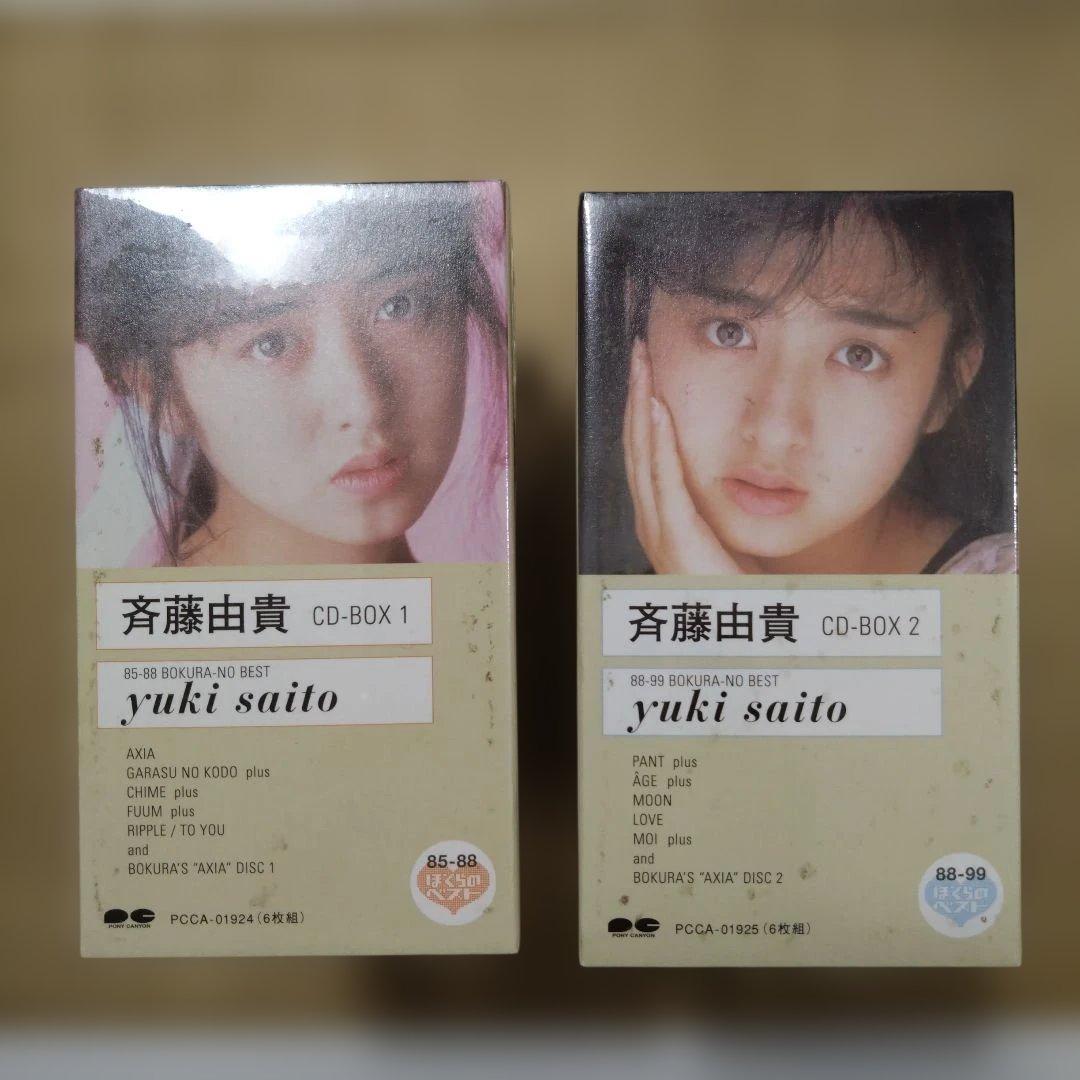 斉藤由貴 CD-BOX 1
85-88 BOKURA-NO BEST
yuki saito
AXIA
GARASU NO KODO plus
CHIME plus
FUUM plus
RIPPLE / TO YOU
and
BOKURA'S "AXIA" DISC 1
85-88
ぼくらの
ベスト
PONY CANYON
PCCA-01924(6枚組)
斉藤由貴 CD-BOX 2
88-99 BOKURA-NO BEST
yuki saito
PANT plus
ÂGE plus
MOON
LOVE
MOI plus
and
BOKURA'S "AXIA" DISC 2
88-99
ぼくらの
ベスト
PONY CANYON
PCCA-01925(6枚組)